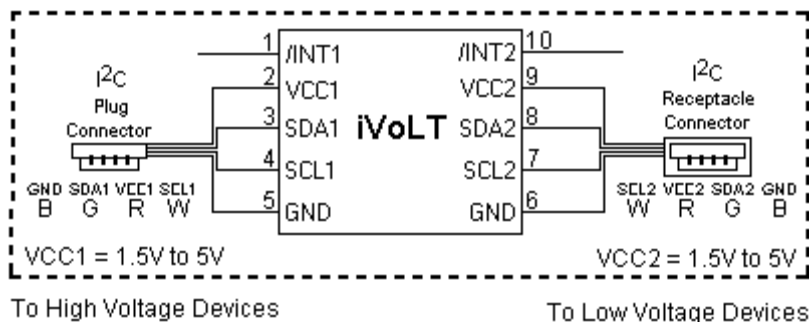 1 /INT1
2 VCC1
3 SDA1
4 SCL1
5 GND
iVoLT
/INT2 10
VCC2 9
SDA2 8
SCL2 7
GND 6
I2C
Plug
Connector
GND SDA1 VCC1 SCL1
B G R W
VCC1 = 1.5V to 5V
I2C
Receptacle
Connector
SCL2 VCC2 SDA2 GND
W R G B
VCC2 = 1.5V to 5V
To High Voltage Devices
To Low Voltage Devices